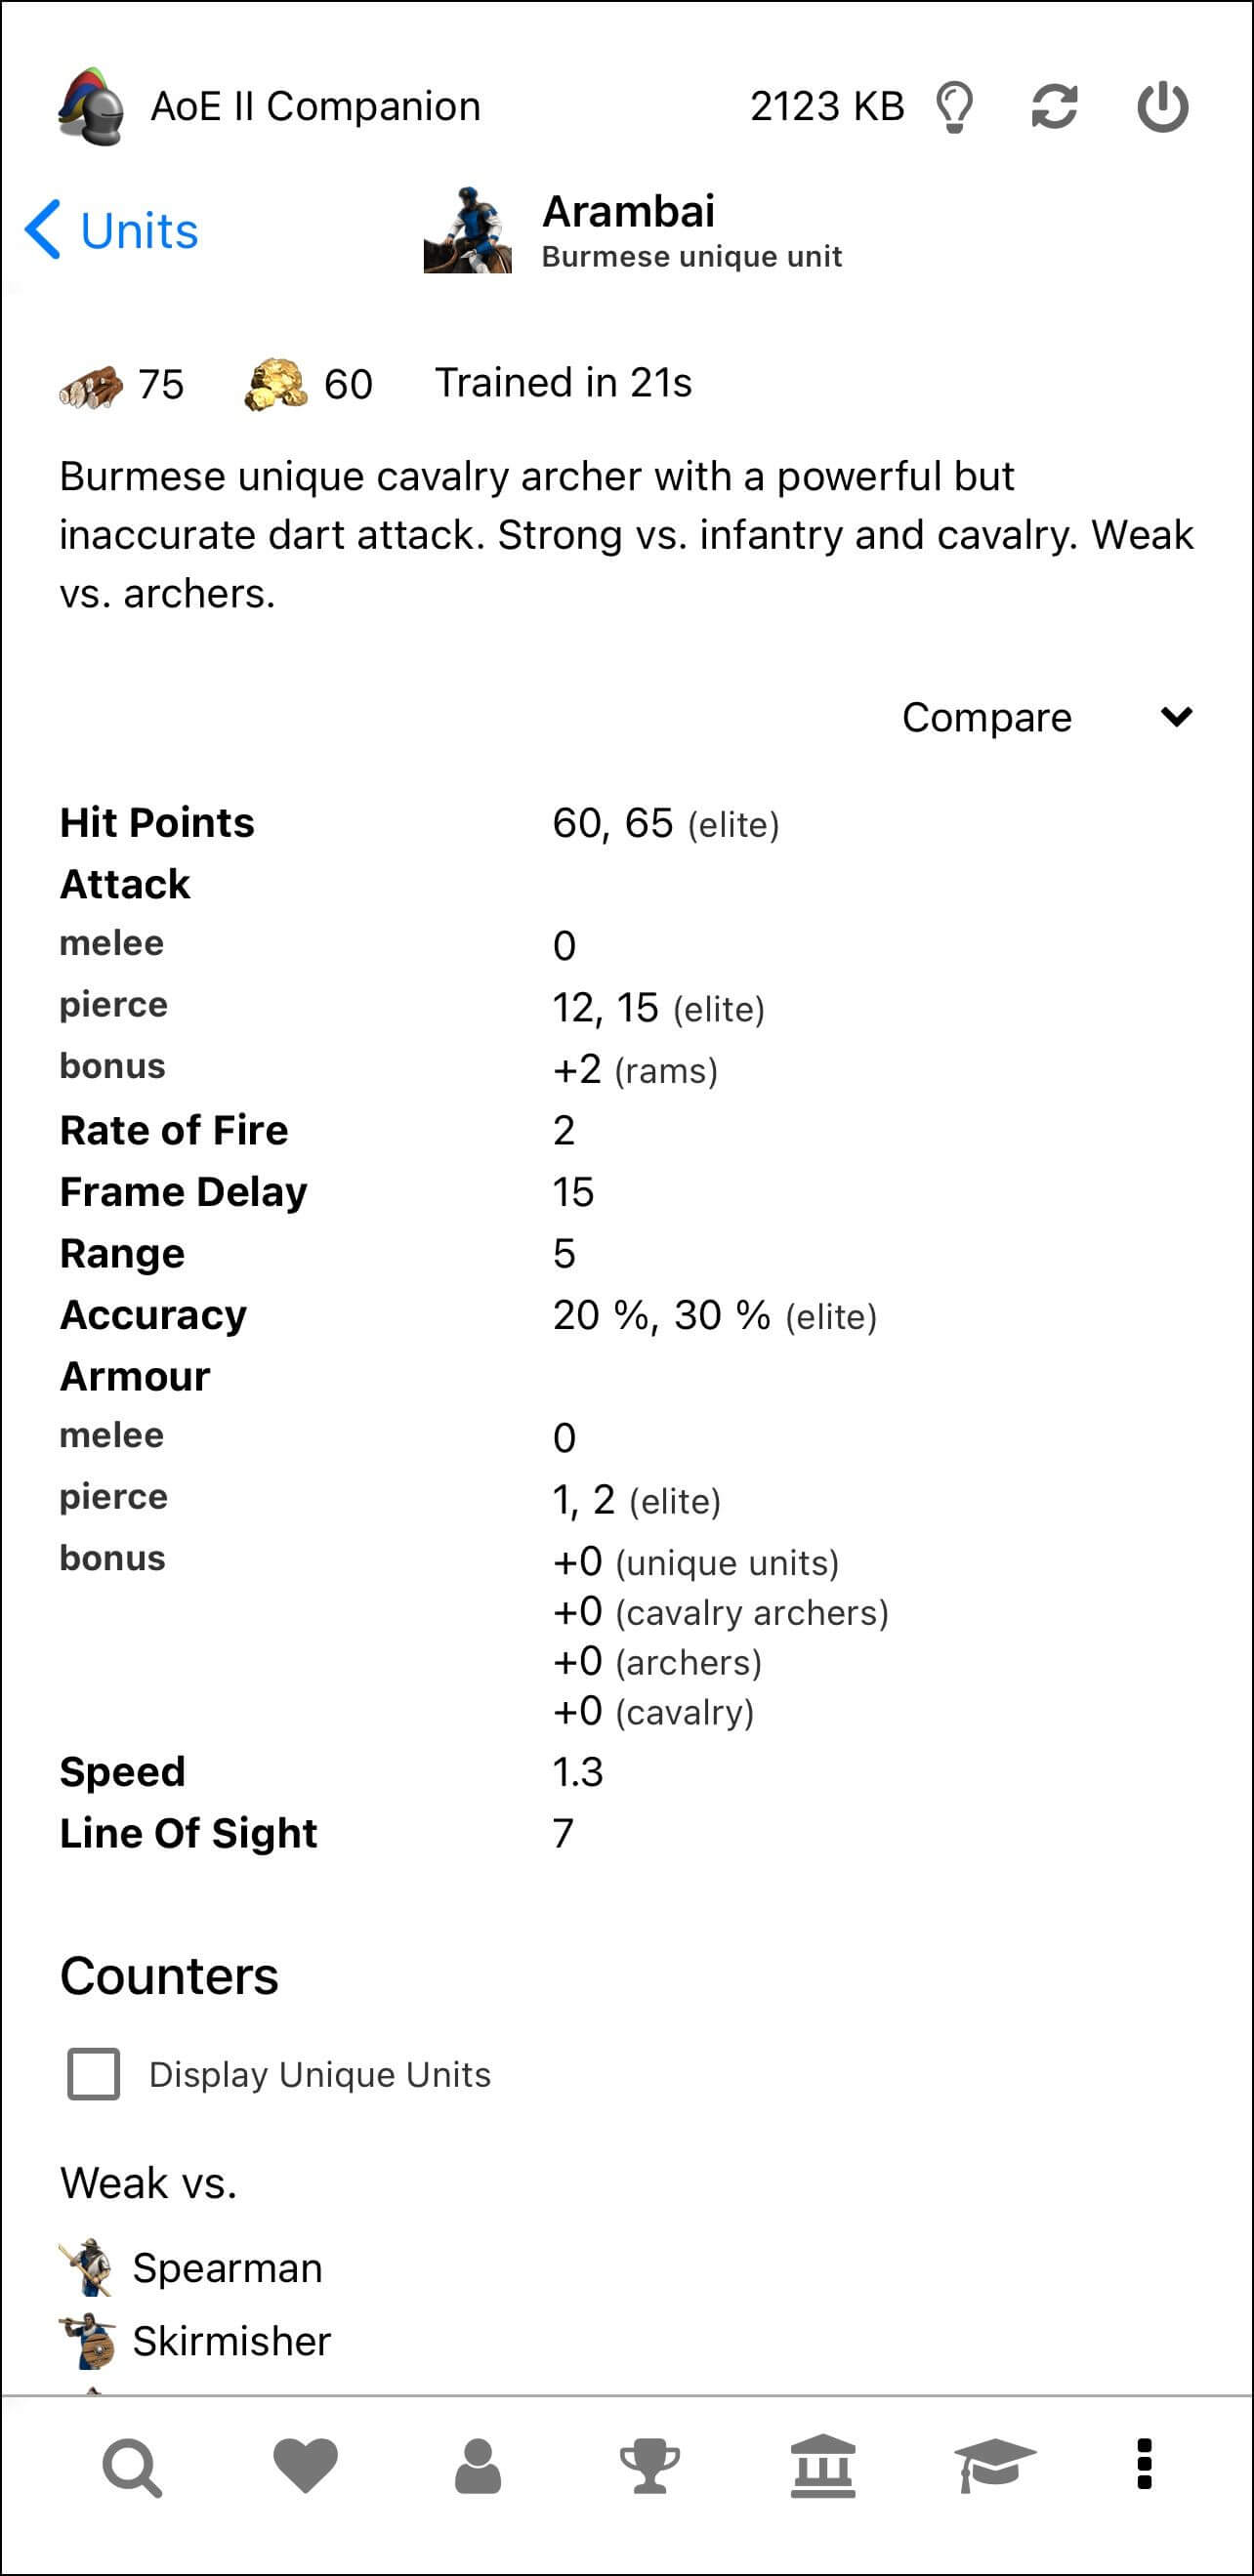 AoE II Companion 2123 KB
Units
Arambai
Burmese unique unit
75 60 Trained in 21s
Burmese unique cavalry archer with a powerful but
inaccurate dart attack. Strong vs. infantry and cavalry. Weak
vs. archers.
Compare
Hit Points 60, 65 (elite)
Attack
melee 0
pierce 12, 15 (elite)
bonus +2 (rams)
Rate of Fire 2
Frame Delay 15
Range 5
Accuracy 20 %, 30 % (elite)
Armour
melee 0
pierce 1, 2 (elite)
bonus +0 (unique units)
+0 (cavalry archers)
+0 (archers)
+0 (cavalry)
Speed 1.3
Line Of Sight 7
Counters
Display Unique Units
Weak vs.
Spearman
Skirmisher